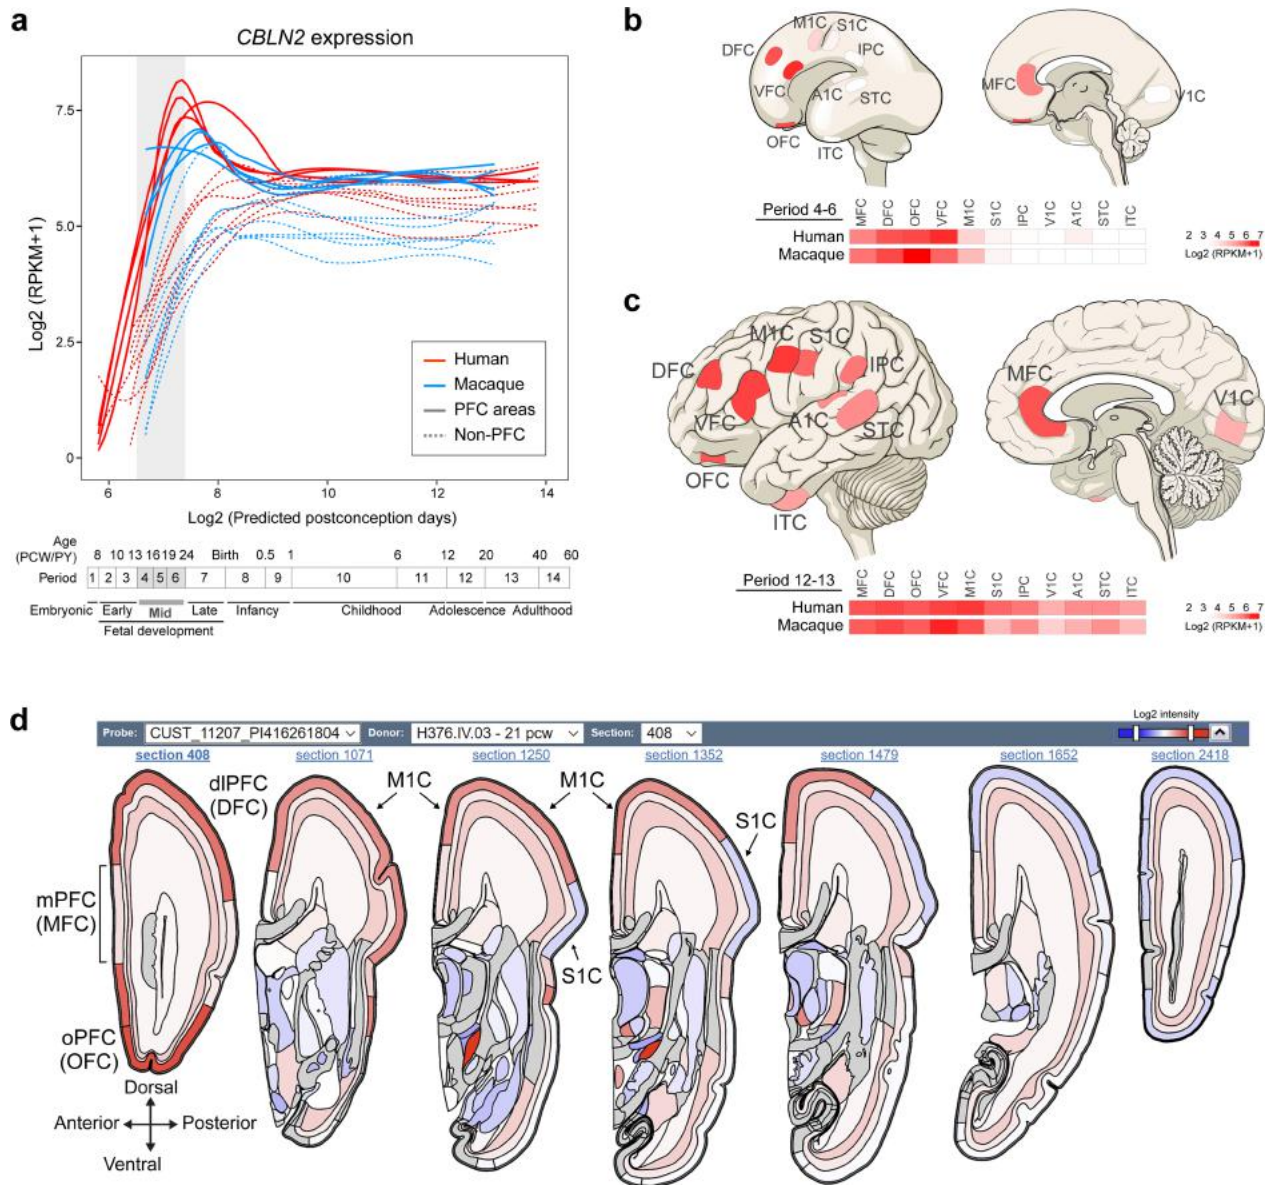 a
CBLN2 expression
7.5
5.0
2.5
0
Log2 (RPKM+1)
Human
Macaque
PFC areas
Non-PFC
6 8 10 12 14
Log2 (Predicted postconception days)
Age
(PCW/PY) 8 10 13 16 19 24 Birth 0.5 1 6 12 20 40 60
Period 1 2 3 4 5 6 7 8 9 10 11 12 13 14
Embryonic Early Mid Late Infancy Childhood Adolescence Adulthood
Fetal development
b
M1C S1C
DFC IPC
VFC A1C STC
OFC ITC
MFC V1C
Period 4-6 MFC DFC OFC VFC M1C S1C IPC V1C A1C STC ITC
Human
Macaque
2 3 4 5 6 7
Log2 (RPKM+1)
c
M1C S1C
DFC IPC
VFC A1C STC
OFC
ITC
MFC V1C
Period 12-13 MFC DFC OFC VFC M1C S1C IPC V1C A1C STC ITC
Human
Macaque
2 3 4 5 6 7
Log2 (RPKM+1)
d
Log2 intensity
Probe: CUST_11207_PI416261804 Donor: H376.IV.03 - 21 pcw Section: 408
section 408 section 1071 section 1250 section 1352 section 1479 section 1652 section 2418
dlPFC
(DFC)
M1C
M1C
S1C
mPFC
(MFC)
S1C
oPFC
(OFC)
Dorsal
Anterior Posterior
Ventral